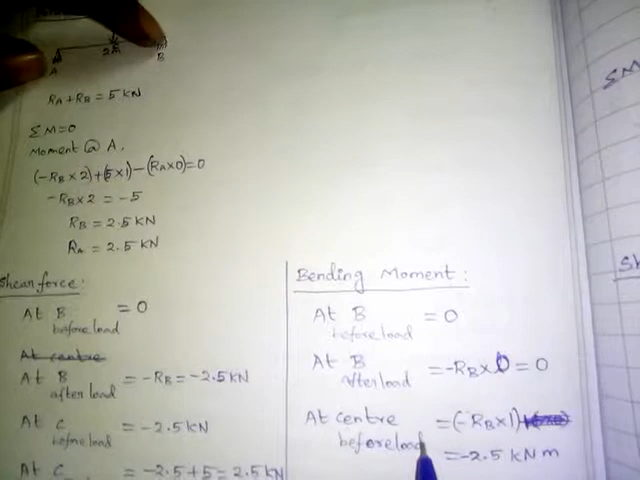 A
2m
B
RA + RB = 5 KN
ΣM=0
Moment @ A,
(-RB × 2) + (5 × 1) - (RA × 0) = 0
-RB × 2 = -5
RB = 2.5 KN
RA = 2.5 KN
Shear force:
At B before load = 0
At centre
At B after load = -RB = -2.5 KN
At C before load = -2.5 KN
At C = -2.5 + 5 = 2.5 KN
Bending Moment:
At B before load = 0
At B after load = -RB × 0 = 0
At centre before load = (-RB × 1)
= -2.5 KN m
ΣM
Sh